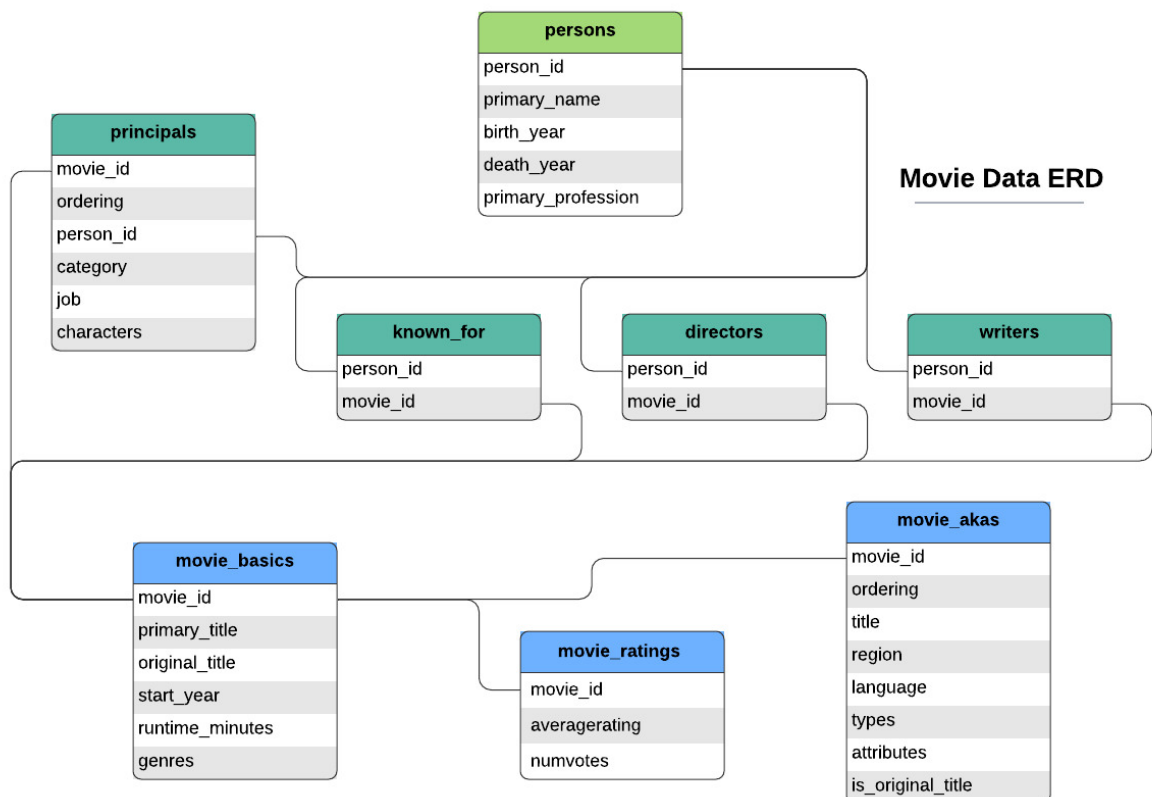 persons
person_id
primary_name
birth_year
death_year
primary_profession
principals
movie_id
ordering
person_id
category
job
characters
Movie Data ERD
known_for
person_id
movie_id
directors
person_id
movie_id
writers
person_id
movie_id
movie_basics
movie_id
primary_title
original_title
start_year
runtime_minutes
genres
movie_ratings
movie_id
averagerating
numvotes
movie_akas
movie_id
ordering
title
region
language
types
attributes
is_original_title